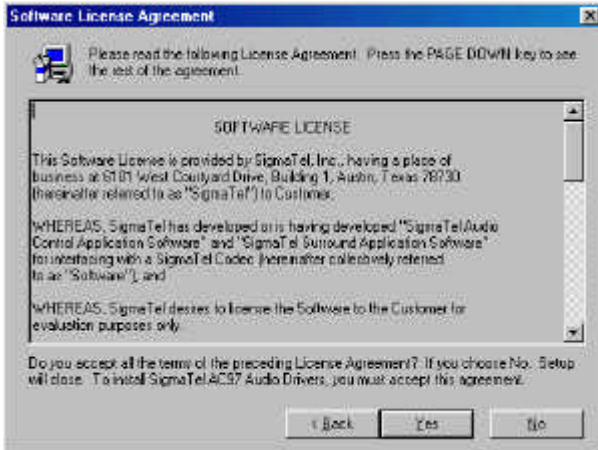 Software License Agreement
Please read the following License Agreement. Press the PAGE DOWN key to see
the rest of the agreement.
SOFTWARE LICENSE
This Software License is provided by SigmaTel, Inc., having a place of
business at 6101 West Courtyard Drive, Building 1, Austin, Texas 78730
(hereinafter referred to as "SigmaTel") to Customer.
WHEREAS, SigmaTel has developed or is having developed "SigmaTel Audio
Control Application Software" and "SigmaTel Surround Application Software"
for interfacing with a SigmaTel Codec (hereinafter collectively referred
to as "Software"), and
WHEREAS, SigmaTel desires to license the Software to the Customer for
evaluation purposes only.
Do you accept all the terms of the preceding License Agreement? If you choose No, Setup
will close. To install SigmaTel AC97 Audio Drivers, you must accept this agreement.
< Back
Yes
No